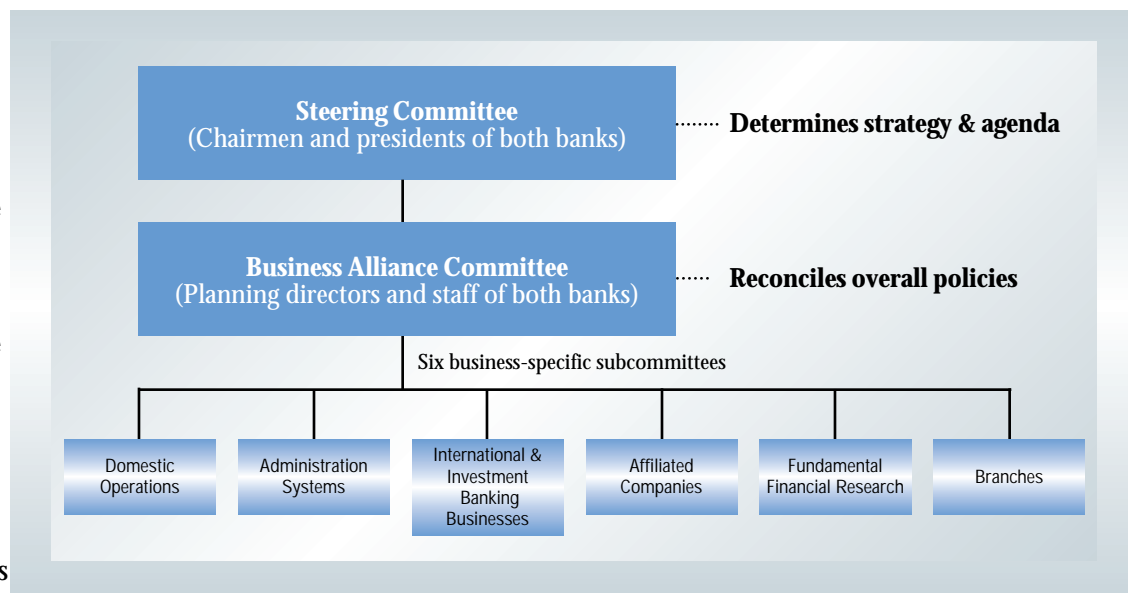 Steering Committee
(Chairmen and presidents of both banks)
........ Determines strategy & agenda
Business Alliance Committee
(Planning directors and staff of both banks)
...... Reconciles overall policies
Six business-specific subcommittees
Domestic
Operations
Administration
Systems
International &
Investment
Banking
Businesses
Affiliated
Companies
Fundamental
Financial Research
Branches